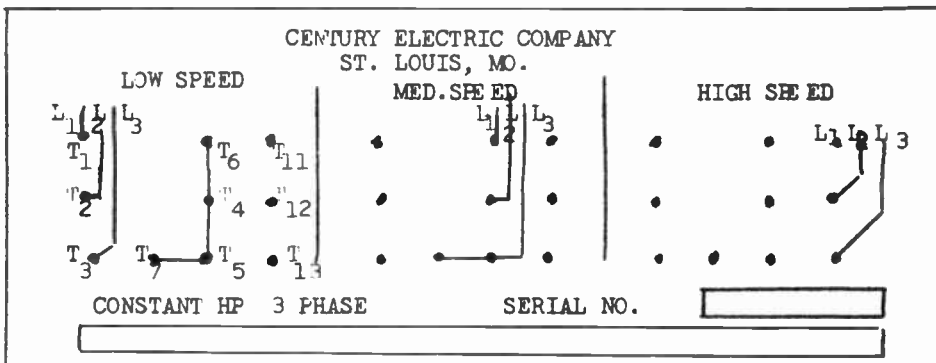 CENTURY ELECTRIC COMPANY
ST. LOUIS, MO.
LOW SPEED
MED. SPEED
HIGH SPEED
L1 L2 L3
L1 L2 L3
L1 L2 L3
T1 T6 T11
T2 T4 T12
T3 T7 T5 T13
CONSTANT HP 3 PHASE SERIAL NO.